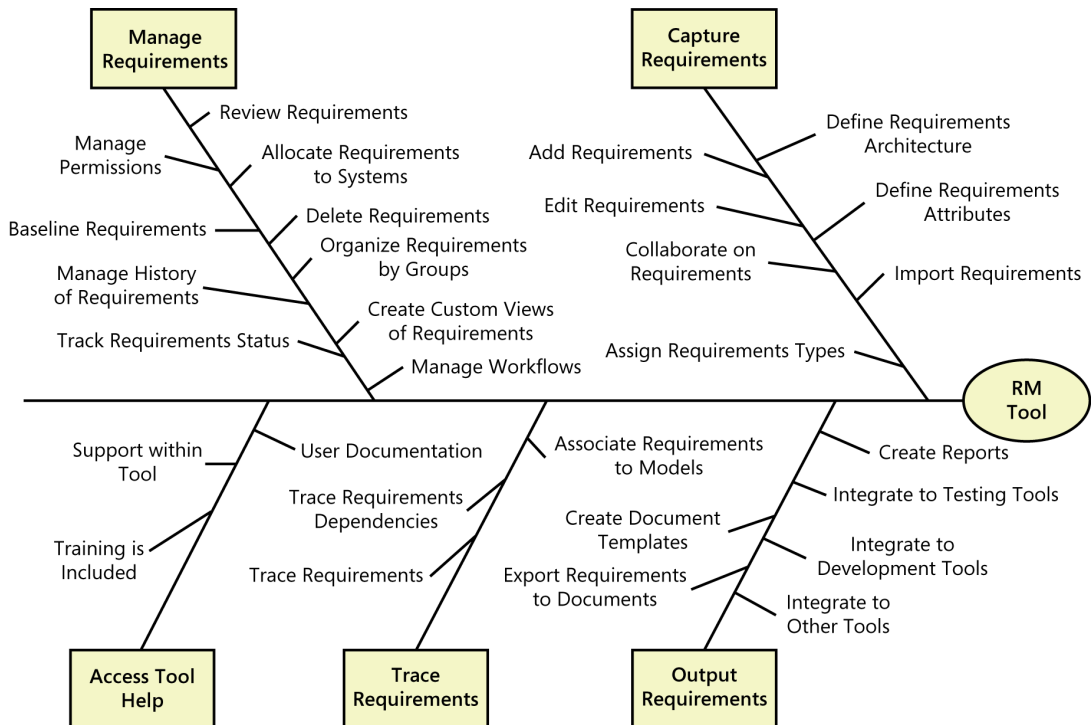 Manage
Requirements
Capture
Requirements
Review Requirements
Manage
Permissions
Allocate Requirements
to Systems
Baseline Requirements
Delete Requirements
Organize Requirements
by Groups
Manage History
of Requirements
Create Custom Views
of Requirements
Track Requirements Status
Manage Workflows
Define Requirements
Architecture
Add Requirements
Define Requirements
Attributes
Edit Requirements
Collaborate on
Requirements
Import Requirements
Assign Requirements Types
RM
Tool
Support within
Tool
User Documentation
Training is
Included
Associate Requirements
to Models
Trace Requirements
Dependencies
Trace Requirements
Create Reports
Integrate to Testing Tools
Create Document
Templates
Integrate to
Development Tools
Export Requirements
to Documents
Integrate to
Other Tools
Access Tool
Help
Trace
Requirements
Output
Requirements